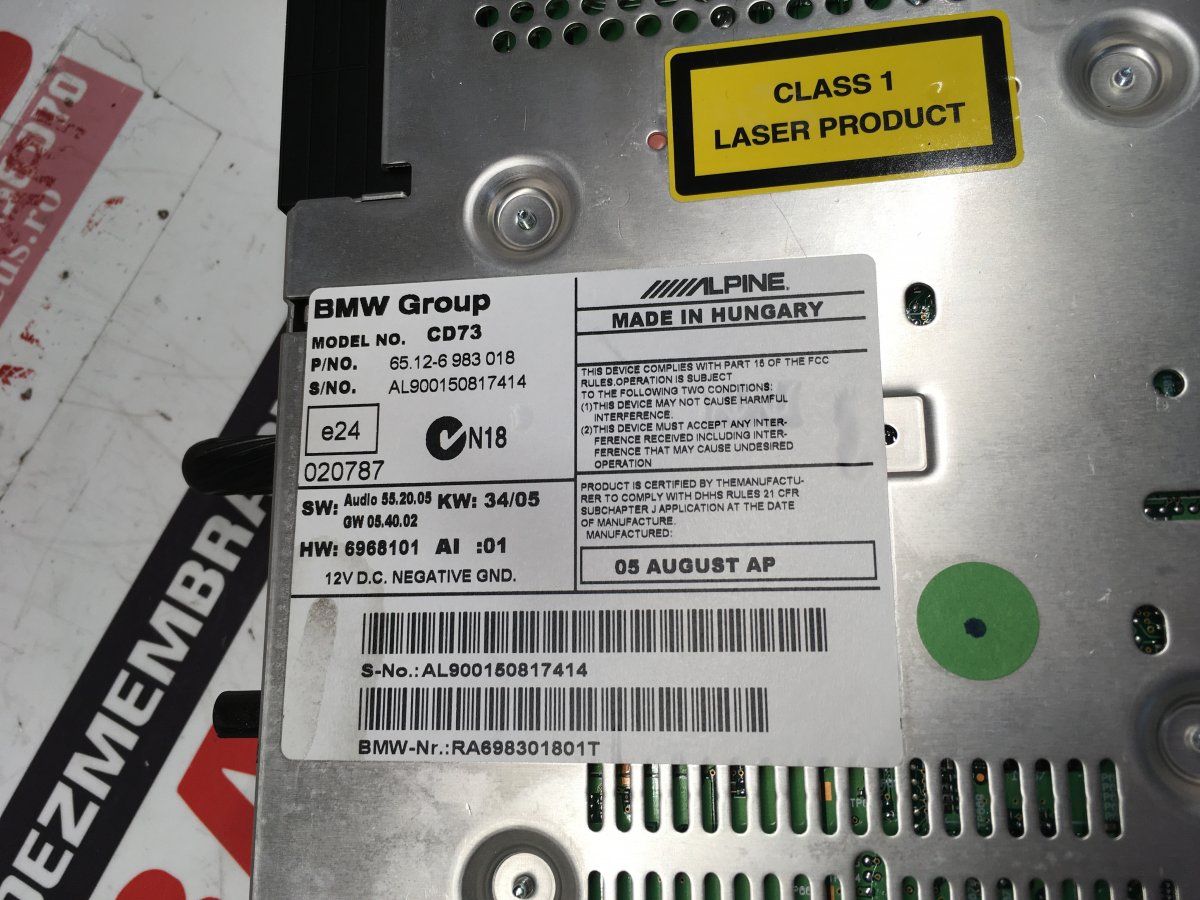 CLASS 1
LASER PRODUCT
BMW Group
MODEL NO. CD73
P/NO. 65.12-6 983 018
S/NO. AL900150817414
e24
020787
N18
SW: Audio 55.20.05 KW: 34/05
GW 05.40.02
HW: 6968101 AI :01
12V D.C. NEGATIVE GND.
ALPINE
MADE IN HUNGARY
THIS DEVICE COMPLIES WITH PART 15 OF THE FCC
RULES.OPERATION IS SUBJECT
TO THE FOLLOWING TWO CONDITIONS:
(1)THIS DEVICE MAY NOT CAUSE HARMFUL
INTERFERENCE.
(2)THIS DEVICE MUST ACCEPT ANY INTER-
FERENCE RECEIVED INCLUDING INTER-
FERENCE THAT MAY CAUSE UNDESIRED
OPERATION
PRODUCT IS CERTIFIED BY THEMANUFACTU-
RER TO COMPLY WITH DHHS RULES 21 CFR
SUBCHAPTER J APPLICATION AT THE DATE
OF MANUFACTURE.
MANUFACTURED:
05 AUGUST AP
S-No.:AL900150817414
BMW-Nr.:RA698301801T
DEZMEMBRA